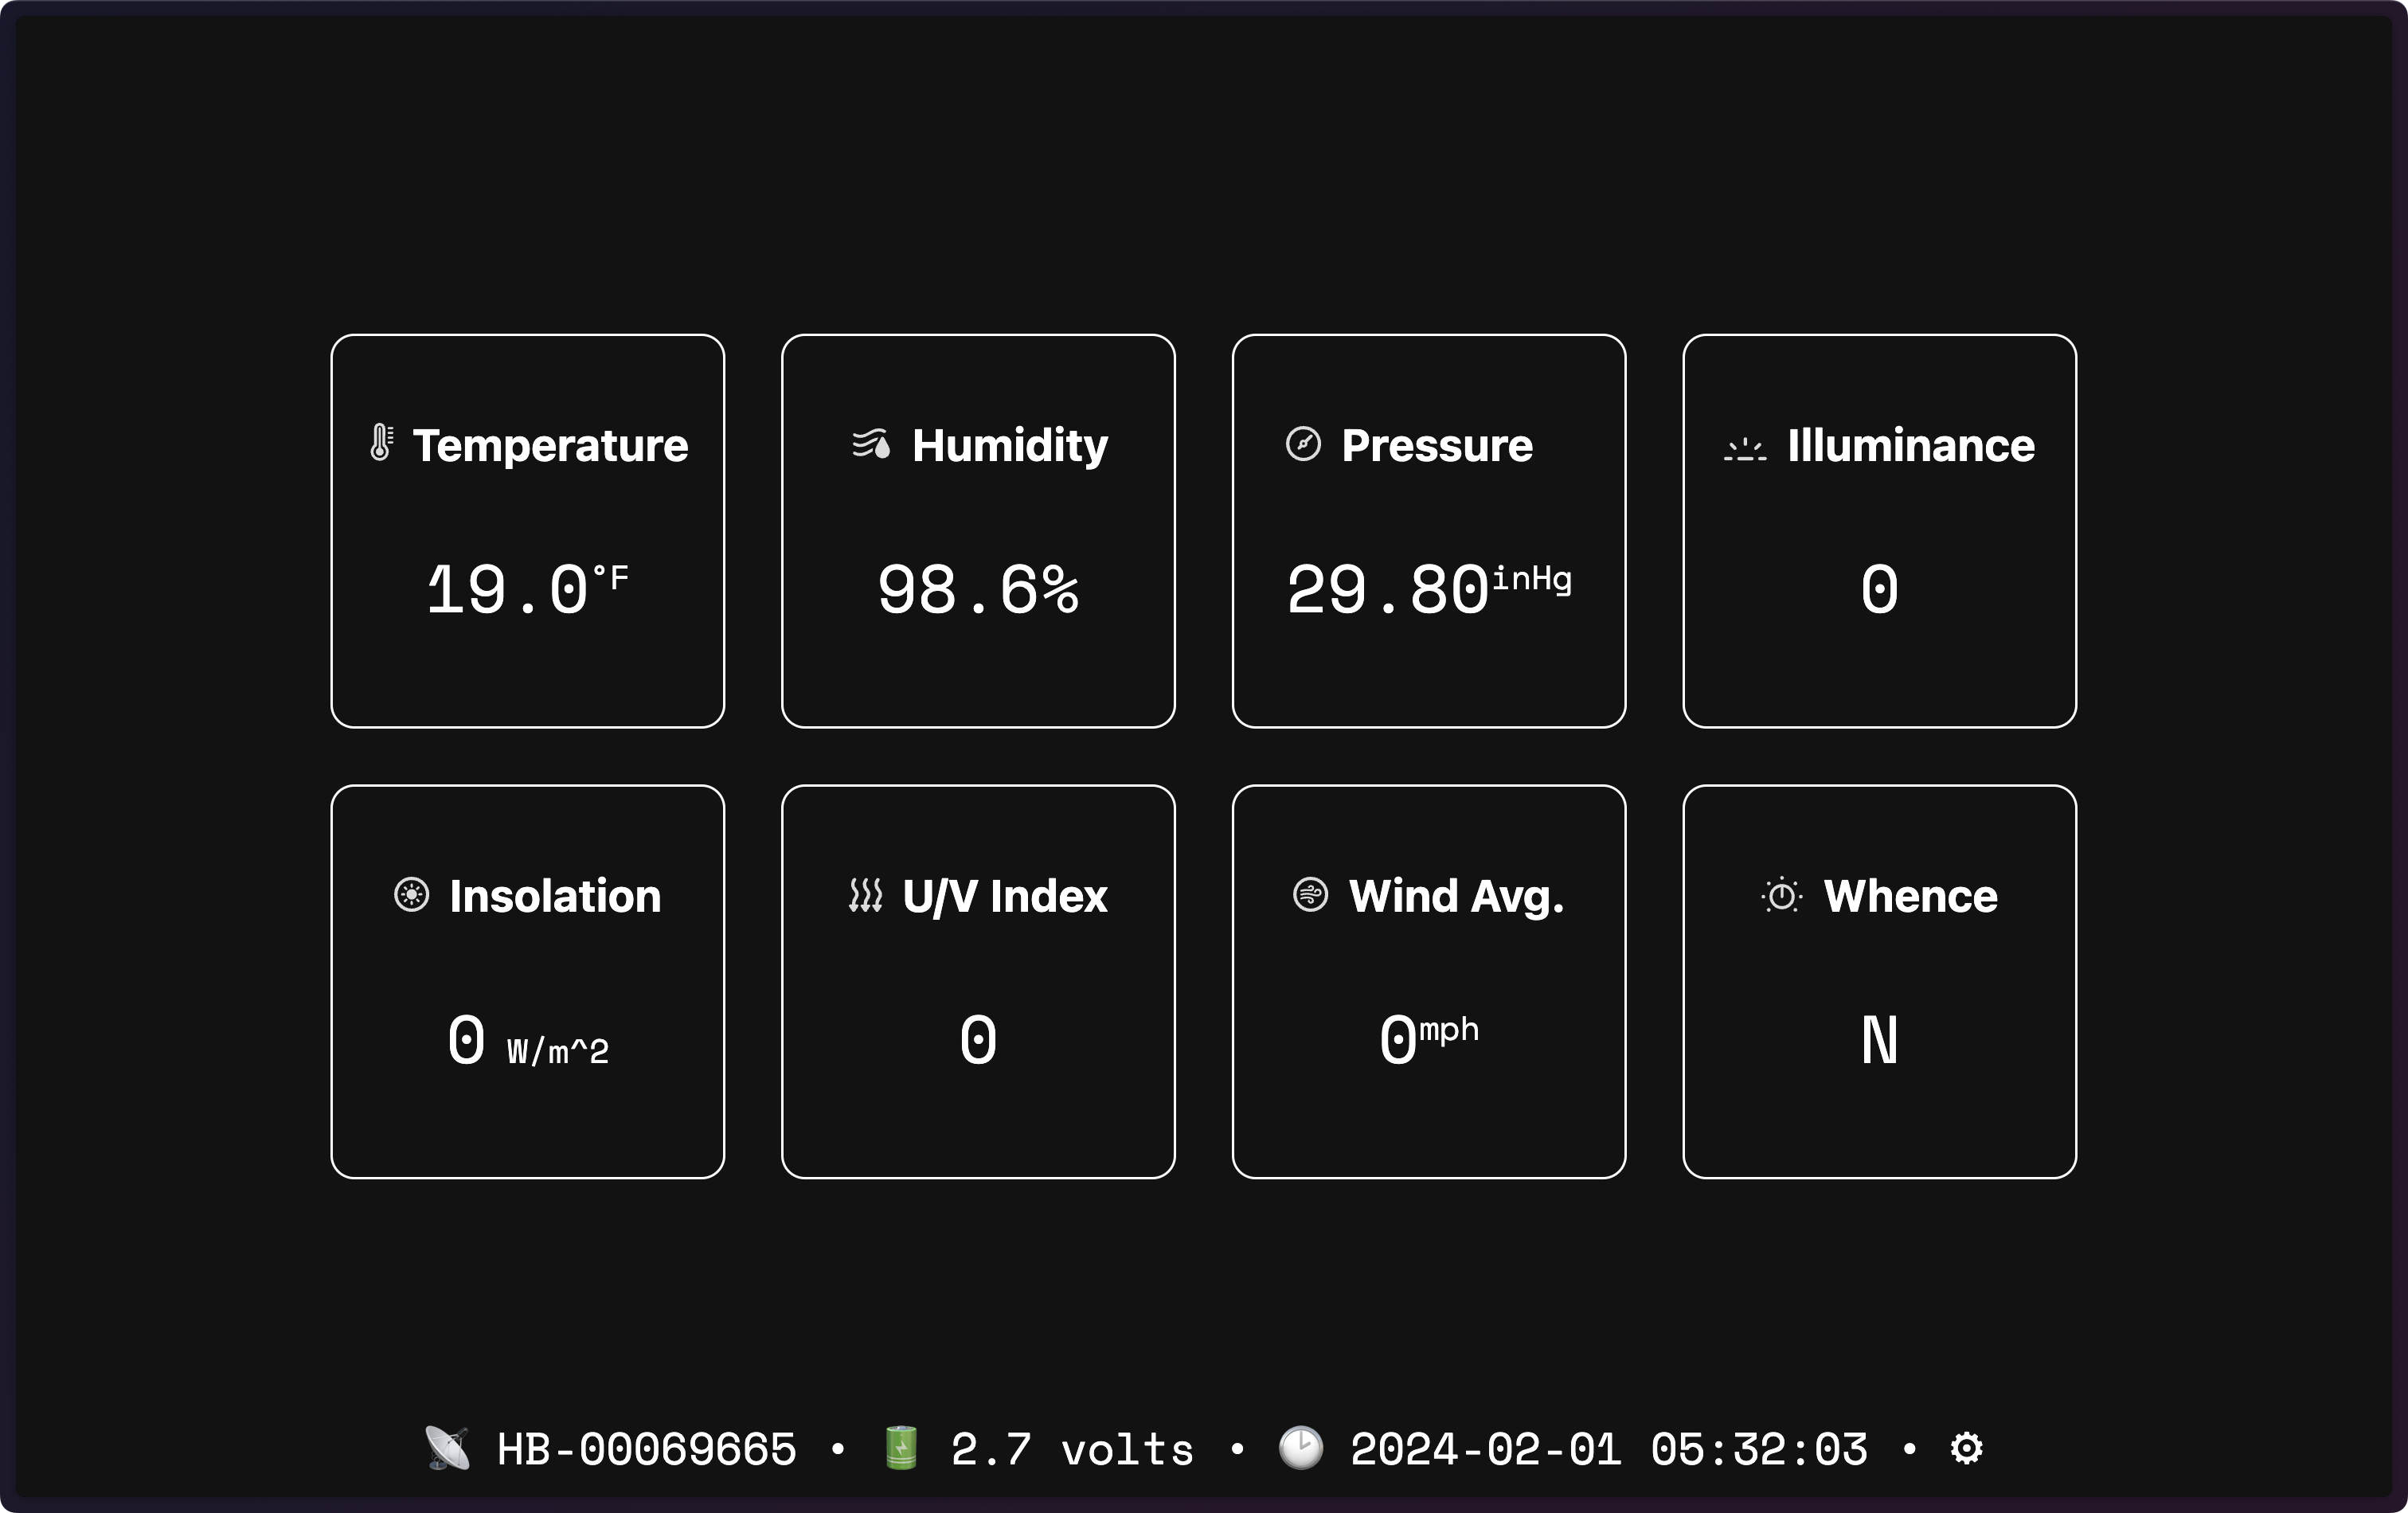 Temperature
19.0°F
Humidity
98.6%
Pressure
29.80inHg
Illuminance
0
Insolation
0 W/m^2
U/V Index
0
Wind Avg.
0mph
Whence
N
HB-00069665 • 2.7 volts • 2024-02-01 05:32:03 •